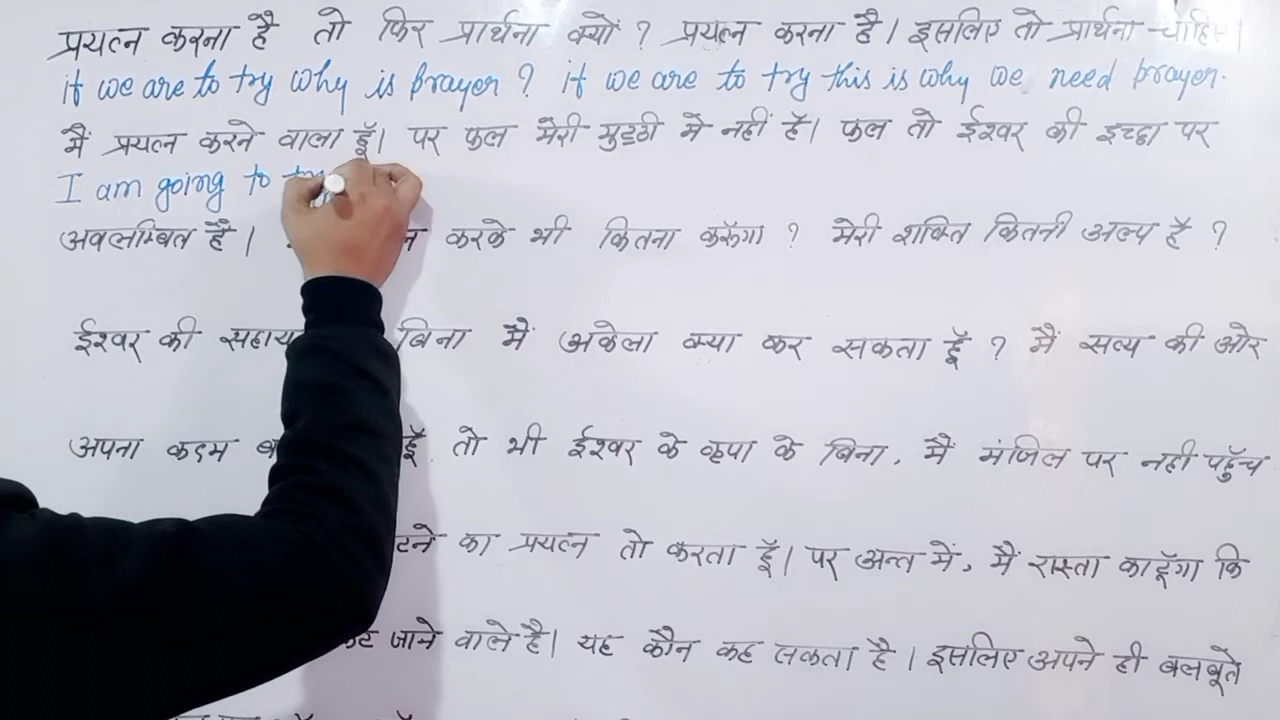 प्रयत्न करना है तो फिर प्रार्थना क्यों ? प्रयत्न करना है। इसलिए तो प्रार्थना चाहिए।
if we are to try why is prayer ? if we are to try this is why we need prayer.
मैं प्रयत्न करने वाला हूँ। पर फल मेरी मुठ्ठी मे नहीं है। फल तो ईश्वर की इच्छा पर
I am going to
अवलम्बित है। करके भी कितना करूँगा ? मेरी शक्ति कितनी अल्प है ?
ईश्वर की बिना मैं अकेला क्या कर सकता हूँ ? मैं सत्य की ओर
अपना कदम हूँ. तो भी ईश्वर के कृपा के बिना, मैं मंजिल पर नही पहुँच
का प्रयत्न तो करता हूँ। पर अन्त में, मैं रास्ता काटूँगा कि
जाने वाले है। यह कौन कह सकता है। इसलिए अपने ही बलबूते